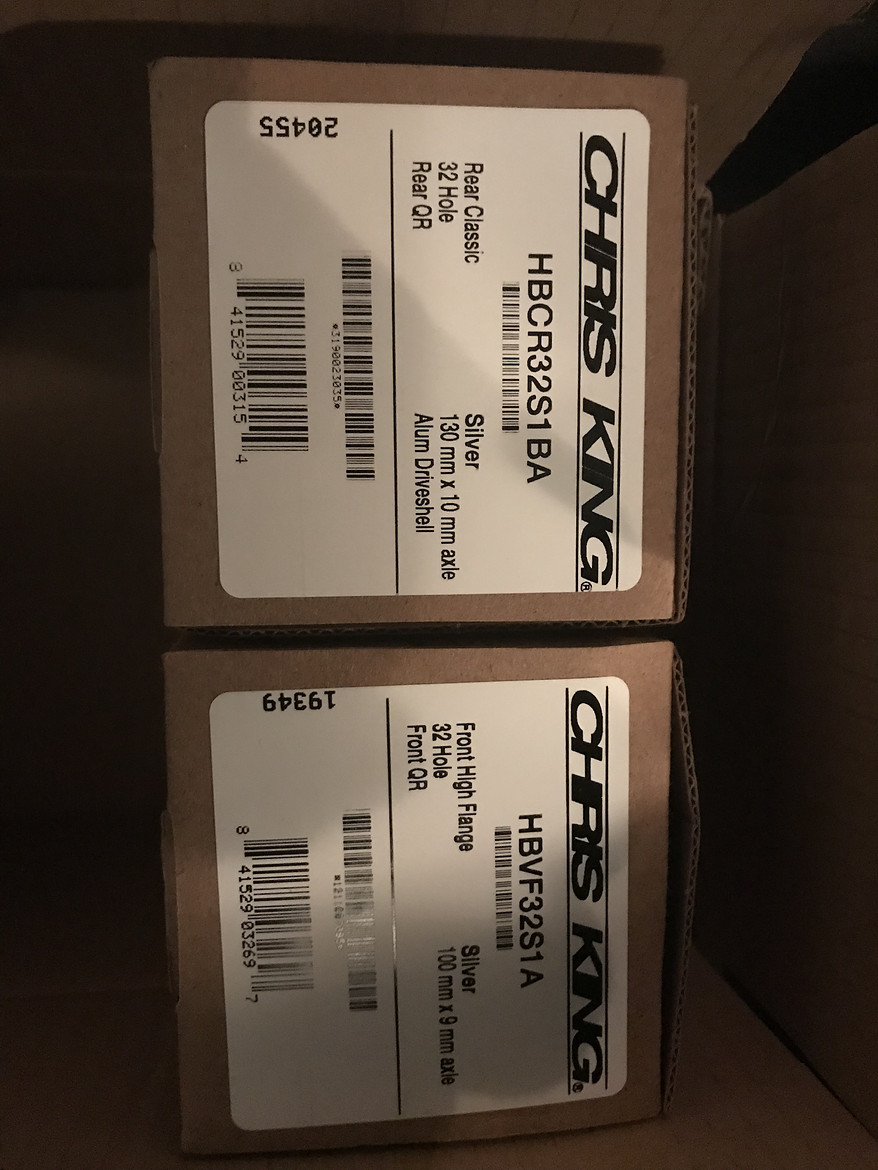 CHRIS KING®
HBCR32S1BA
Rear Classic Silver
32 Hole 130 mm x 10 mm axle
Rear QR Alum Driveshell
*3190023035*
8 41529 00315 4
20455
CHRIS KING®
HBVF32S1A
Front High Flange Silver
32 Hole 100 mm x 9 mm axle
Front QR
8 41529 03269 7
19349